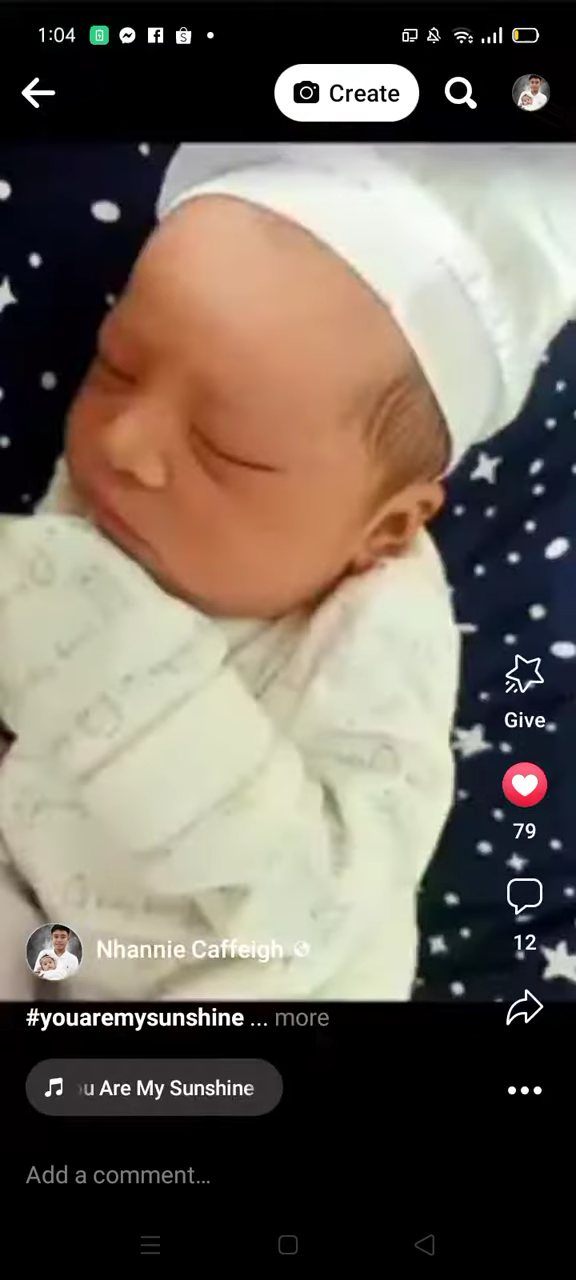 1:04
Create
Give
79
12
Nhannie Caffeigh
#youaremysunshine ... more
u Are My Sunshine
Add a comment...